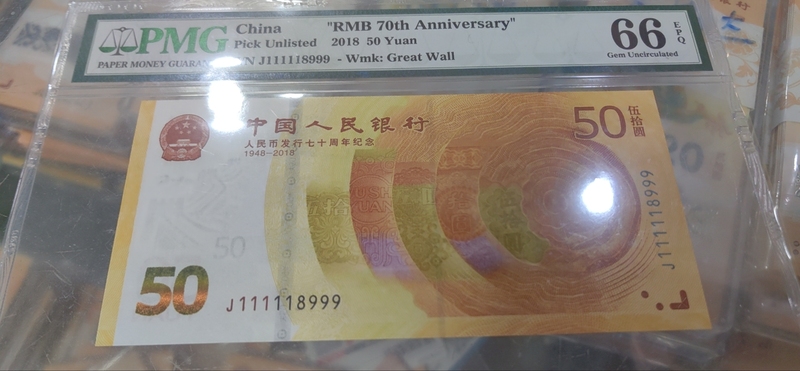 PMG
PAPER MONEY GUARAN
China
Pick Unlisted
N J111118999
"RMB 70th Anniversary"
2018 50 Yuan
- Wmk: Great Wall
66
EPQ
Gem Uncirculated
中国人民银行
人民币发行七十周年纪念
1948-2018
50
伍拾圆
50
50
J111118999
J111118999